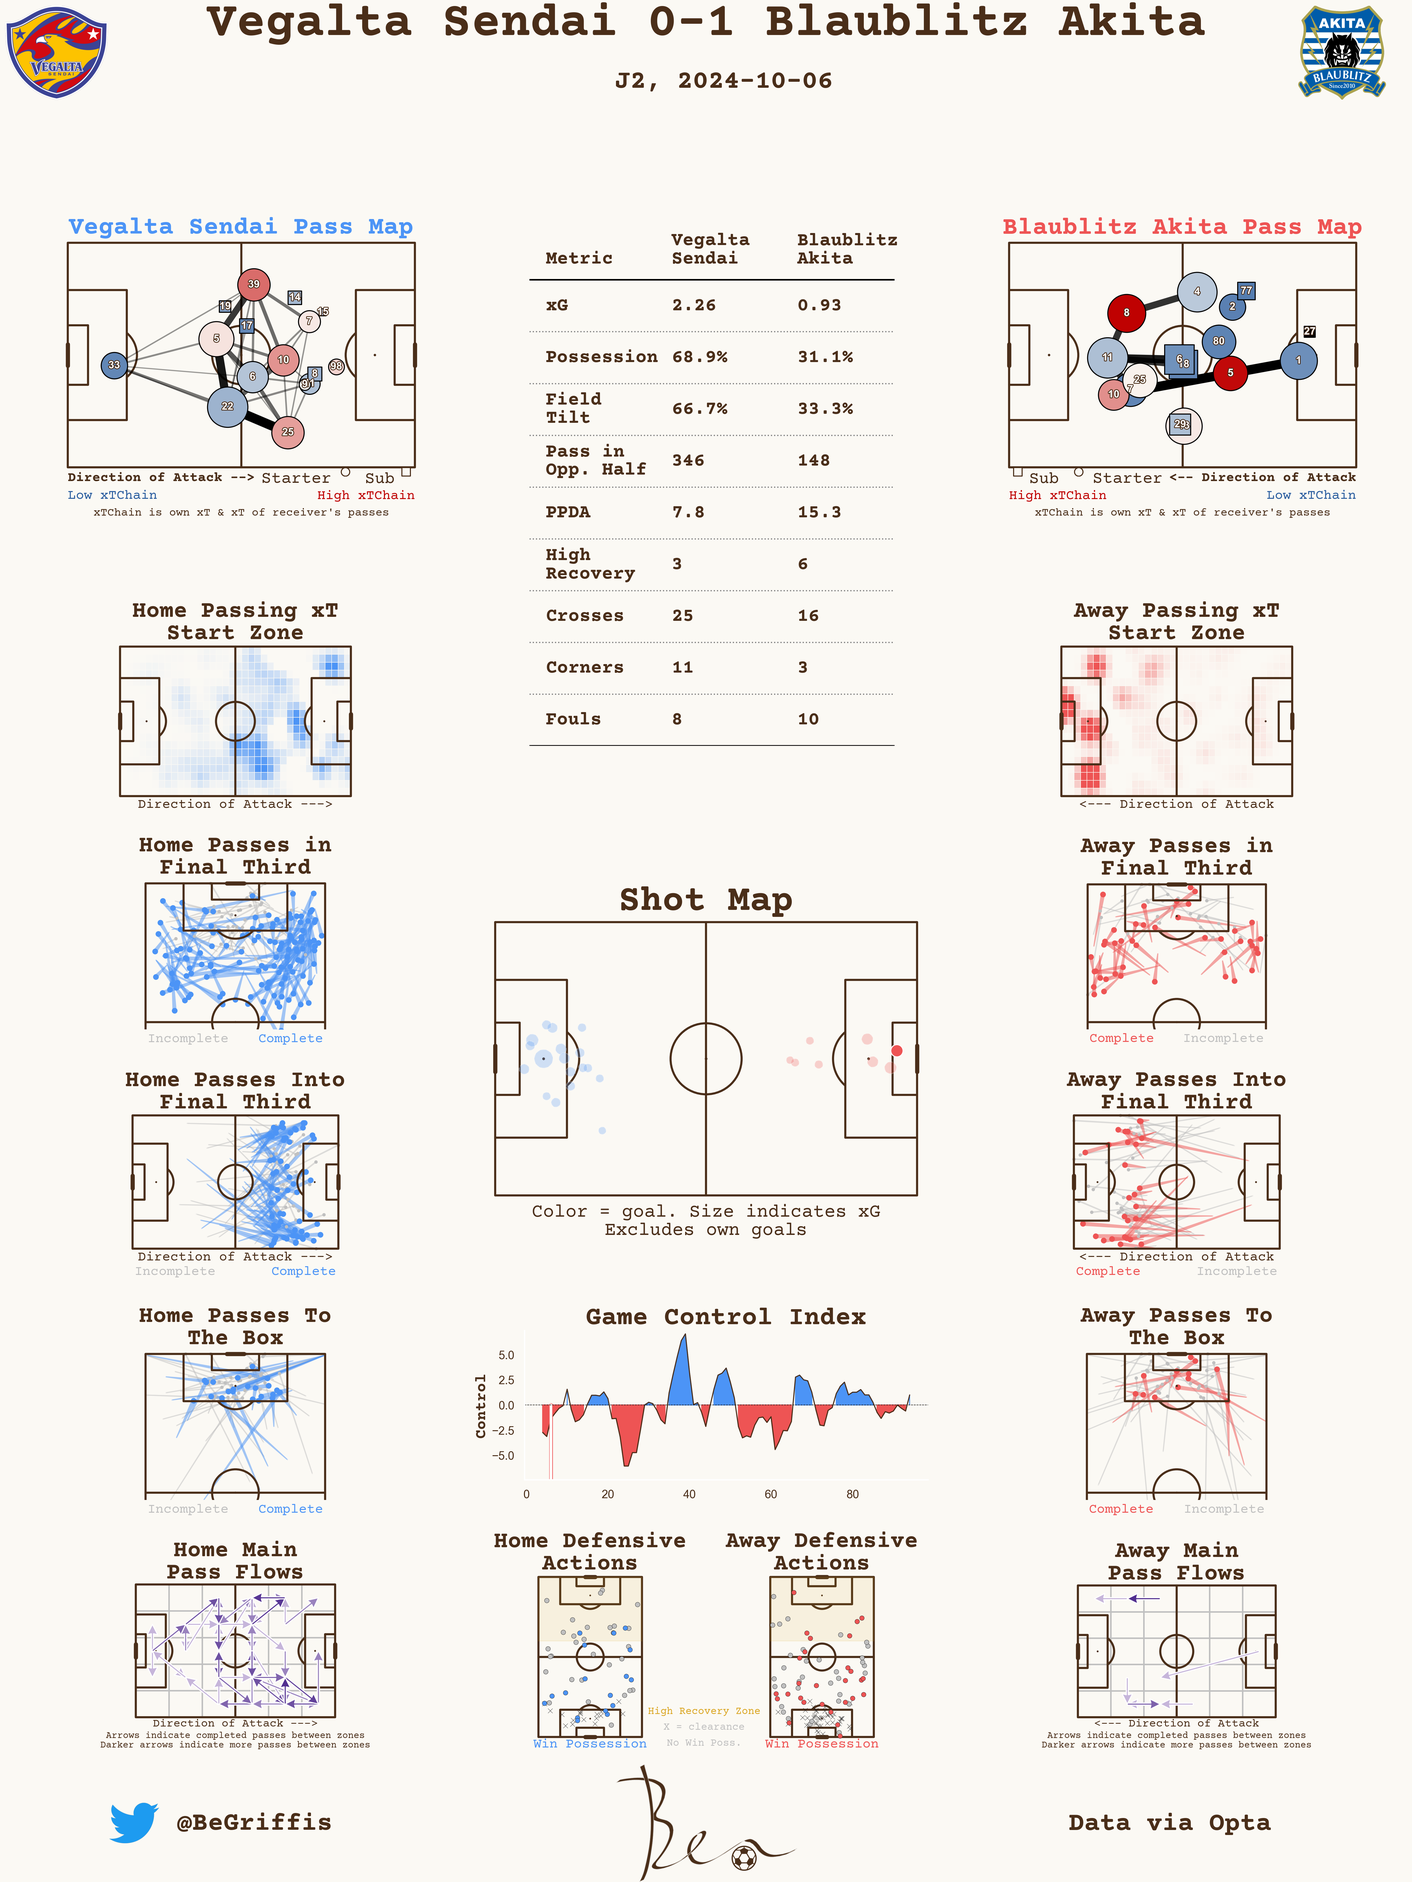 Vegalta Sendai 0-1 Blaublitz Akita
J2, 2024-10-06
VEGALTA
SENDAI
AKITA
BLAUBLITZ
Since2010
Vegalta Sendai Pass Map
39
14
19
15
17
7
5
10
33
98
6
8
91
22
25
Direction of Attack --> Starter Sub
Low xTChain High xTChain
xTChain is own xT & xT of receiver's passes
Metric Vegalta Sendai Blaublitz Akita
xG 2.26 0.93
Possession 68.9% 31.1%
Field Tilt 66.7% 33.3%
Pass in Opp. Half 346 148
PPDA 7.8 15.3
High Recovery 3 6
Crosses 25 16
Corners 11 3
Fouls 8 10
Blaublitz Akita Pass Map
4
77
2
8
27
80
11
6
18
1
5
25
7
10
29
Sub Starter <-- Direction of Attack
High xTChain Low xTChain
xTChain is own xT & xT of receiver's passes
Home Passing xT
Start Zone
Direction of Attack --->
Away Passing xT
Start Zone
<--- Direction of Attack
Home Passes in
Final Third
Incomplete Complete
Away Passes in
Final Third
Complete Incomplete
Shot Map
Color = goal. Size indicates xG
Excludes own goals
Home Passes Into
Final Third
Direction of Attack --->
Incomplete Complete
Away Passes Into
Final Third
<--- Direction of Attack
Complete Incomplete
Home Passes To
The Box
Incomplete Complete
Game Control Index
Control
5.0
2.5
0.0
−2.5
−5.0
0 20 40 60 80
Away Passes To
The Box
Complete Incomplete
Home Main
Pass Flows
Direction of Attack --->
Arrows indicate completed passes between zones
Darker arrows indicate more passes between zones
Home Defensive
Actions
Win Possession
Away Defensive
Actions
Win Possession
High Recovery Zone
X = clearance
No Win Poss.
Away Main
Pass Flows
<--- Direction of Attack
Arrows indicate completed passes between zones
Darker arrows indicate more passes between zones
@BeGriffis
Ben
Data via Opta